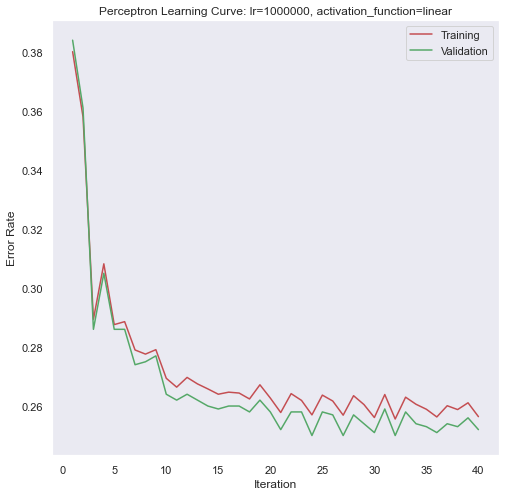 Perceptron Learning Curve: lr=1000000, activation_function=linear
Training
Validation
0.38
0.36
0.34
0.32
0.30
0.28
0.26
Error Rate
0 5 10 15 20 25 30 35 40
Iteration